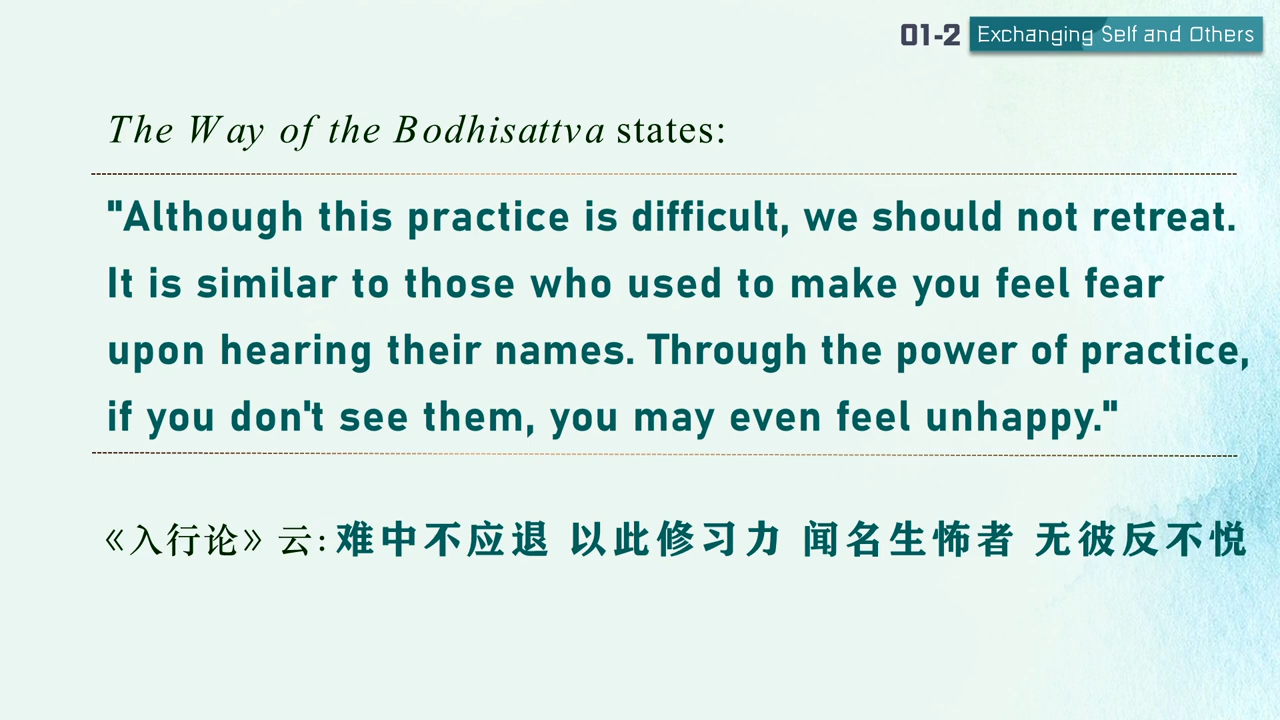 01-2 Exchanging Self and Others
The Way of the Bodhisattva states:
"Although this practice is difficult, we should not retreat.
It is similar to those who used to make you feel fear
upon hearing their names. Through the power of practice,
if you don't see them, you may even feel unhappy."
《入行论》云:难中不应退 以此修习力 闻名生怖者 无彼反不悦